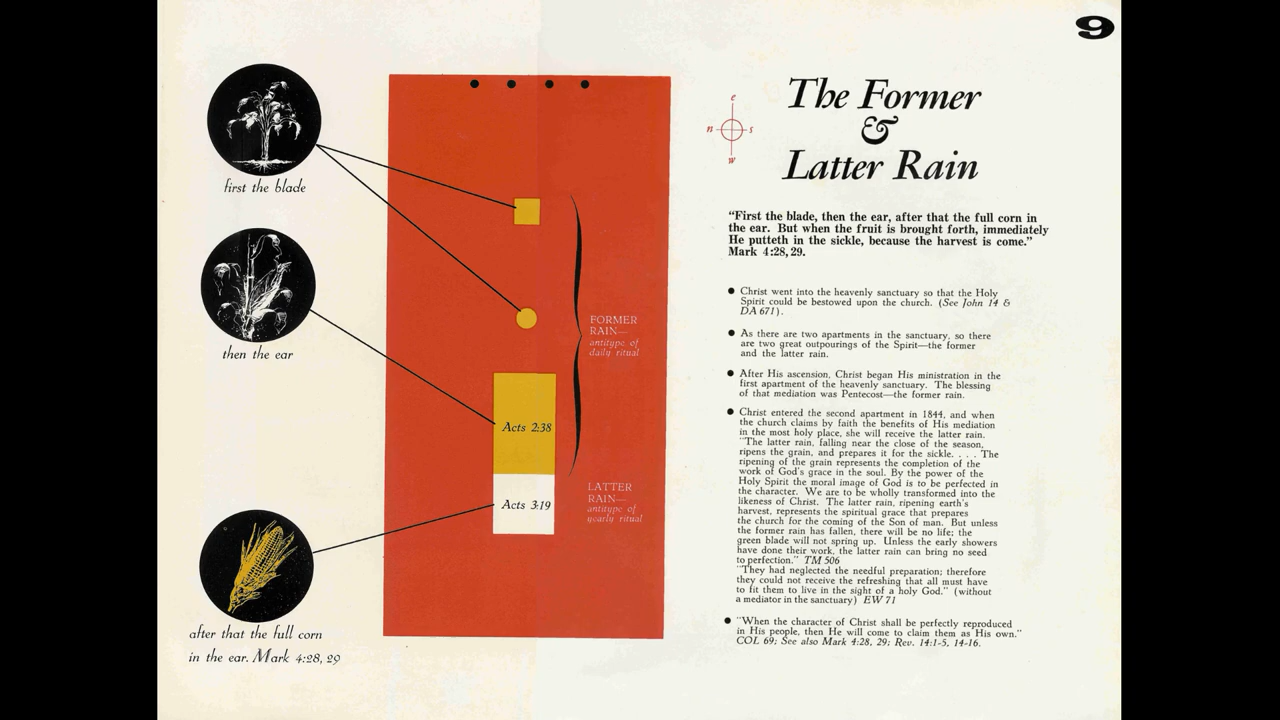 9
The Former
&
Latter Rain
e
n s
w
first the blade
then the ear
after that the full corn
in the ear. Mark 4:28, 29
FORMER
RAIN—
antitype of
daily ritual
Acts 2:38
LATTER
RAIN—
antitype of
yearly ritual
Acts 3:19
“First the blade, then the ear, after that the full corn in
the ear. But when the fruit is brought forth, immediately
He putteth in the sickle, because the harvest is come.”
Mark 4:28, 29.
● Christ went into the heavenly sanctuary so that the Holy
Spirit could be bestowed upon the church. (See John 14 &
DA 671).
● As there are two apartments in the sanctuary, so there
are two great outpourings of the Spirit—the former
and the latter rain.
● After His ascension, Christ began His ministration in the
first apartment of the heavenly sanctuary. The blessing
of that mediation was Pentecost—the former rain.
● Christ entered the second apartment in 1844, and when
the church claims by faith the benefits of His mediation
in the most holy place, she will receive the latter rain.
“The latter rain, falling near the close of the season,
ripens the grain, and prepares it for the sickle. . . . The
ripening of the grain represents the completion of the
work of God's grace in the soul. By the power of the
Holy Spirit the moral image of God is to be perfected in
the character. We are to be wholly transformed into the
likeness of Christ. The latter rain, ripening earth's
harvest, represents the spiritual grace that prepares
the church for the coming of the Son of man. But unless
the former rain has fallen, there will be no life; the
green blade will not spring up. Unless the early showers
have done their work, the latter rain can bring no seed
to perfection.” TM 506
“They had neglected the needful preparation; therefore
they could not receive the refreshing that all must have
to fit them to live in the sight of a holy God.” (without
a mediator in the sanctuary) EW 71
● “When the character of Christ shall be perfectly reproduced
in His people, then He will come to claim them as His own.”
COL 69; See also Mark 4:28, 29; Rev. 14:1-5, 14-16.